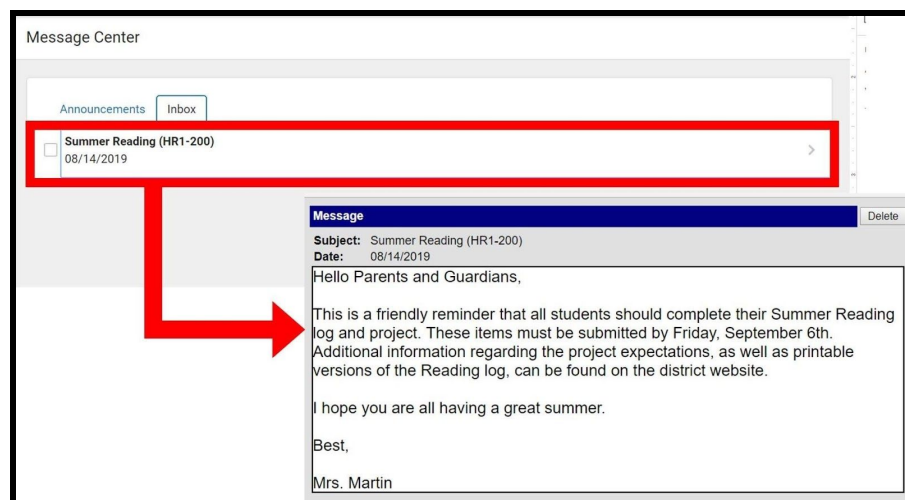 Message Center
Announcements Inbox
Summer Reading (HR1-200)
08/14/2019
Message Delete
Subject: Summer Reading (HR1-200)
Date: 08/14/2019
Hello Parents and Guardians,
This is a friendly reminder that all students should complete their Summer Reading
log and project. These items must be submitted by Friday, September 6th.
Additional information regarding the project expectations, as well as printable
versions of the Reading log, can be found on the district website.
I hope you are all having a great summer.
Best,
Mrs. Martin